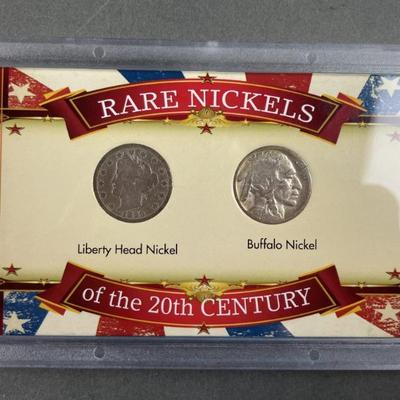 RARE NICKELS
Liberty Head Nickel
Buffalo Nickel
of the 20th CENTURY